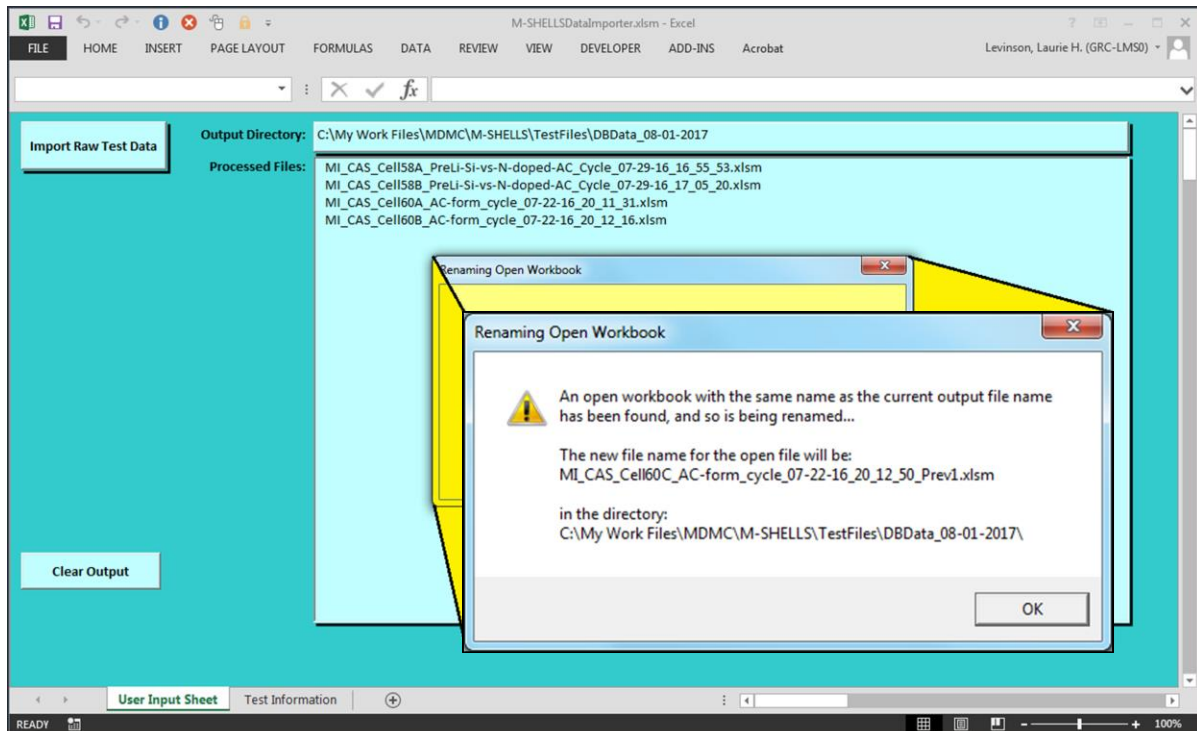 M-SHELLSDataImporter.xlsm - Excel
FILE HOME INSERT PAGE LAYOUT FORMULAS DATA REVIEW VIEW DEVELOPER ADD-INS Acrobat Levinson, Laurie H. (GRC-LMS0)
fx
Import Raw Test Data
Output Directory: C:\My Work Files\MDMC\M-SHELLS\TestFiles\DBData_08-01-2017
Processed Files: MI_CAS_Cell58A_PreLi-Si-vs-N-doped-AC_Cycle_07-29-16_16_55_53.xlsm
MI_CAS_Cell58B_PreLi-Si-vs-N-doped-AC_Cycle_07-29-16_17_05_20.xlsm
MI_CAS_Cell60A_AC-form_cycle_07-22-16_20_11_31.xlsm
MI_CAS_Cell60B_AC-form_cycle_07-22-16_20_12_16.xlsm
Renaming Open Workbook
Renaming Open Workbook
An open workbook with the same name as the current output file name
has been found, and so is being renamed...
The new file name for the open file will be:
MI_CAS_Cell60C_AC-form_cycle_07-22-16_20_12_50_Prev1.xlsm
in the directory:
C:\My Work Files\MDMC\M-SHELLS\TestFiles\DBData_08-01-2017\
OK
Clear Output
User Input Sheet Test Information
READY 100%